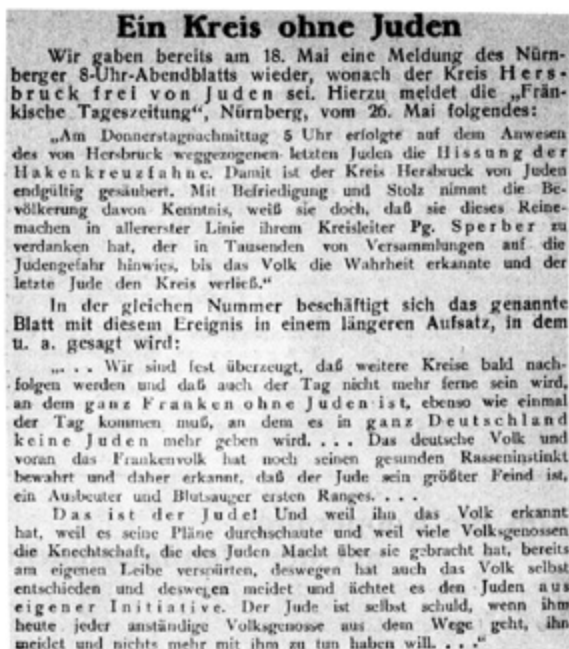 Ein Kreis ohne Juden
Wir gaben bereits am 18. Mai eine Meldung des Nürn-
berger 8-Uhr-Abendblatts wieder, wonach der Kreis Hers-
bruck frei von Juden sei. Hierzu meldet die „Frän-
kische Tageszeitung“, Nürnberg, vom 26. Mai folgendes:
„Am Donnerstagnachmittag 5 Uhr erfolgte auf dem Anwesen
des von Hersbruck weggezogenen letzten Juden die Hissung der
Hakenkreuzfahne. Damit ist der Kreis Hersbruck von Juden
endgültig gesäubert. Mit Befriedigung und Stolz nimmt die Be-
völkerung davon Kenntnis, weiß sie doch, daß sie dieses Reine-
machen in allererster Linie ihrem Kreisleiter Pg. Sperber zu
verdanken hat, der in Tausenden von Versammlungen auf die
Judengefahr hinwies, bis das Volk die Wahrheit erkannte und der
letzte Jude den Kreis verließ.“
In der gleichen Nummer beschäftigt sich das genannte
Blatt mit diesem Ereignis in einem längeren Aufsatz, in dem
u. a. gesagt wird:
„. . . Wir sind fest überzeugt, daß weitere Kreise bald nach-
folgen werden und daß auch der Tag nicht mehr ferne sein wird,
an dem ganz Franken ohne Juden ist, ebenso wie einmal
der Tag kommen muß, an dem es in ganz Deutschland
keine Juden mehr geben wird. . . . Das deutsche Volk und
voran das Frankenvolk hat noch seinen gesunden Rasseninstinkt
bewahrt und daher erkannt, daß der Jude sein größter Feind ist,
ein Ausbeuter und Blutsauger ersten Ranges. . . .
Das ist der Jude! Und weil ihn das Volk erkannt
hat, weil es seine Pläne durchschaute und weil viele Volksgenossen
die Knechtschaft, die des Juden Macht über sie gebracht hat, bereits
am eigenen Leibe verspürten, deswegen hat auch das Volk selbst
entschieden und deswegen meidet und ächtet es den Juden aus
eigener Initiative. Der Jude ist selbst schuld, wenn ihm
heute jeder anständige Volksgenosse aus dem Wege geht, ihn
meidet und nichts mehr mit ihm zu tun haben will. . . .“